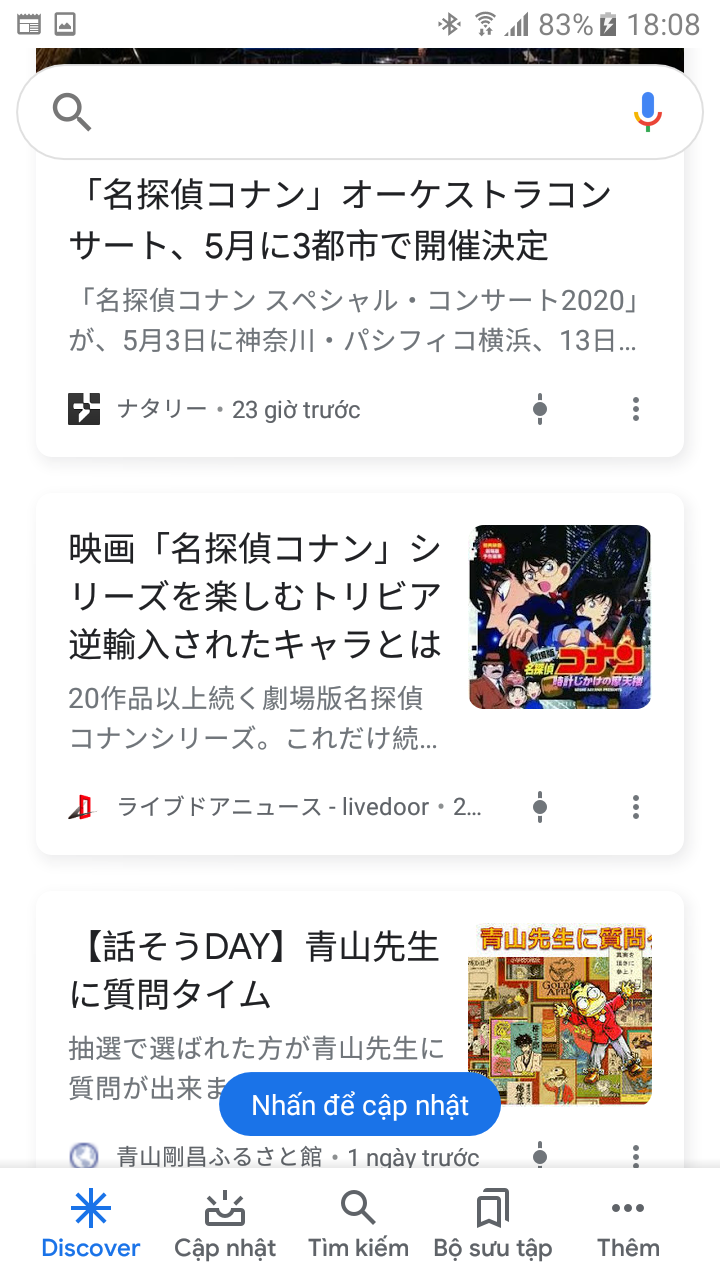 83% 18:08
「名探偵コナン」オーケストラコン
サート、5月に3都市で開催決定
「名探偵コナン スペシャル・コンサート2020」
が、5月3日に神奈川・パシフィコ横浜、13日...
ナタリー • 23 giờ trước
映画「名探偵コナン」シ
リーズを楽しむトリビア
逆輸入されたキャラとは
20作品以上続く劇場版名探偵
コナンシリーズ。これだけ続...
劇場版
名探偵
コナン
時計じかけの摩天楼
ライブドアニュース - livedoor • 2...
【話そうDAY】青山先生
に質問タイム
抽選で選ばれた方が青山先生に
質問が出来ま
青山先生に質問
GOLDEN
APPLE
Nhấn để cập nhật
青山剛昌ふるさと館 • 1 ngày trước
Discover
Cập nhật
Tìm kiếm
Bộ sưu tập
Thêm